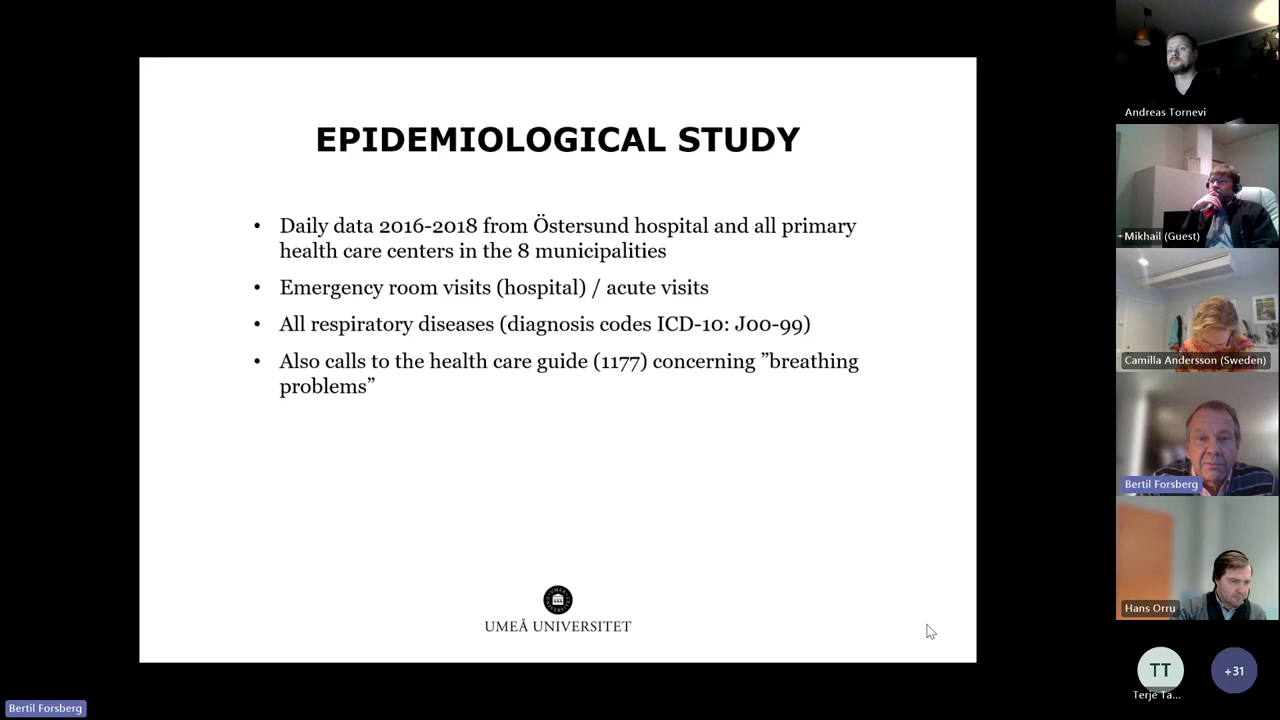 EPIDEMIOLOGICAL STUDY
• Daily data 2016-2018 from Östersund hospital and all primary
health care centers in the 8 municipalities
• Emergency room visits (hospital) / acute visits
• All respiratory diseases (diagnosis codes ICD-10: J00-99)
• Also calls to the health care guide (1177) concerning ”breathing
problems”
UMEÅ UNIVERSITET
Andreas Tornevi
Mikhail (Guest)
Camilla Andersson (Sweden)
Bertil Forsberg
Hans Orru
TT
Terje Ta...
+31
Bertil Forsberg